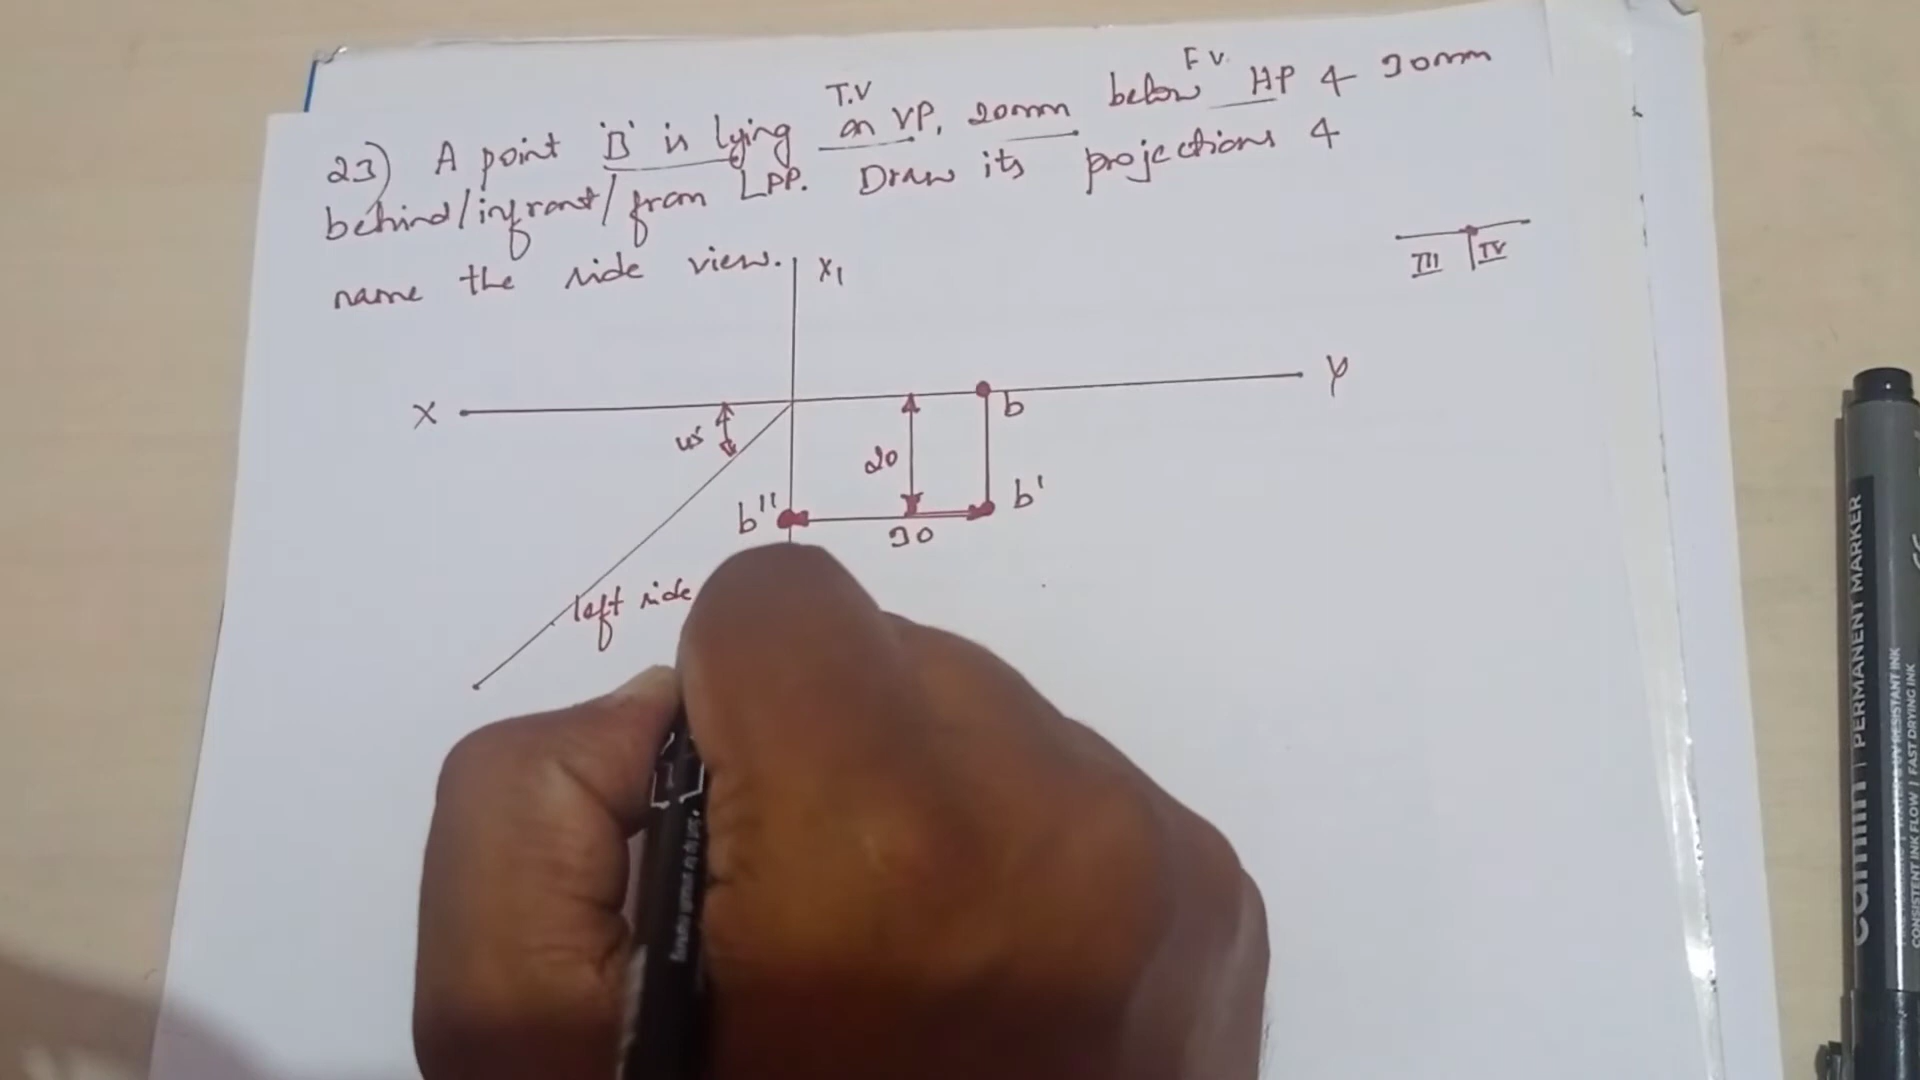 T.V
F.V.
23) A point 'B' is lying on VP, 20mm below HP & 30mm
behind/infront/from LPP. Draw its projections &
name the side view.
X1
III IV
X
Y
45
b
20
b'
b''
30
left side
camlin PERMANENT MARKER
CONSISTENT INK FLOW | FAST DRYING INK